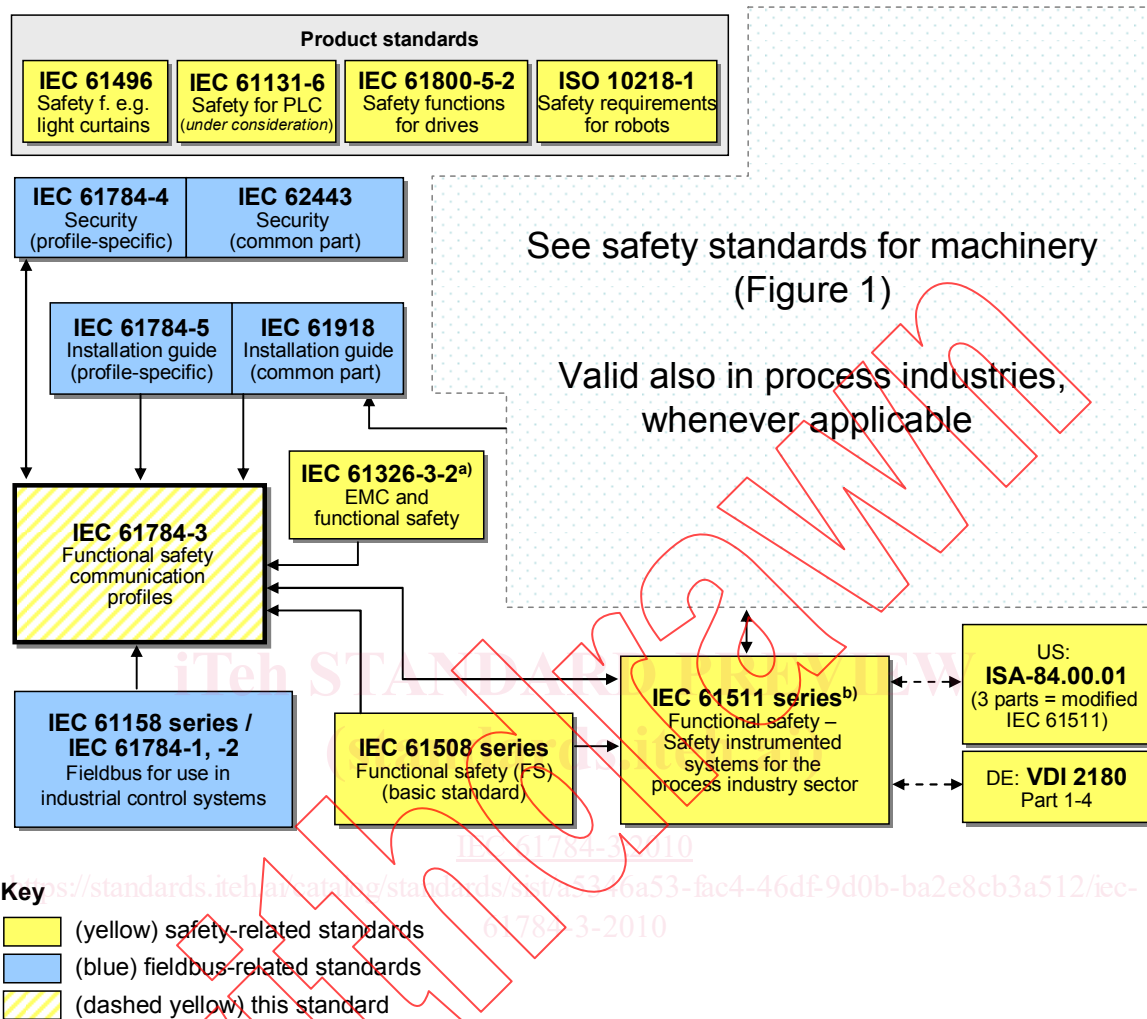 Product standards
IEC 61496
Safety f. e.g.
light curtains
IEC 61131-6
Safety for PLC
(under consideration)
IEC 61800-5-2
Safety functions
for drives
ISO 10218-1
Safety requirements
for robots
IEC 61784-4
Security
(profile-specific)
IEC 62443
Security
(common part)
See safety standards for machinery
(Figure 1)
Valid also in process industries,
whenever applicable
IEC 61784-5
Installation guide
(profile-specific)
IEC 61918
Installation guide
(common part)
IEC 61326-3-2a)
EMC and
functional safety
IEC 61784-3
Functional safety
communication
profiles
iTeh STANDARD PREVIEW
(standards.iteh.ai)
IEC 61158 series /
IEC 61784-1, -2
Fieldbus for use in
industrial control systems
IEC 61508 series
Functional safety (FS)
(basic standard)
IEC 61511 series b)
Functional safety –
Safety instrumented
systems for the
process industry sector
US:
ISA-84.00.01
(3 parts = modified
IEC 61511)
DE: VDI 2180
Part 1-4
IEC 61784-3:2010
https://standards.iteh.ai/catalog/standards/sist/a5346a53-fac4-46df-9d0b-ba2e8cb3a512/iec-
61784-3-2010
Key
(yellow) safety-related standards
(blue) fieldbus-related standards
(dashed yellow) this standard
withdrawn